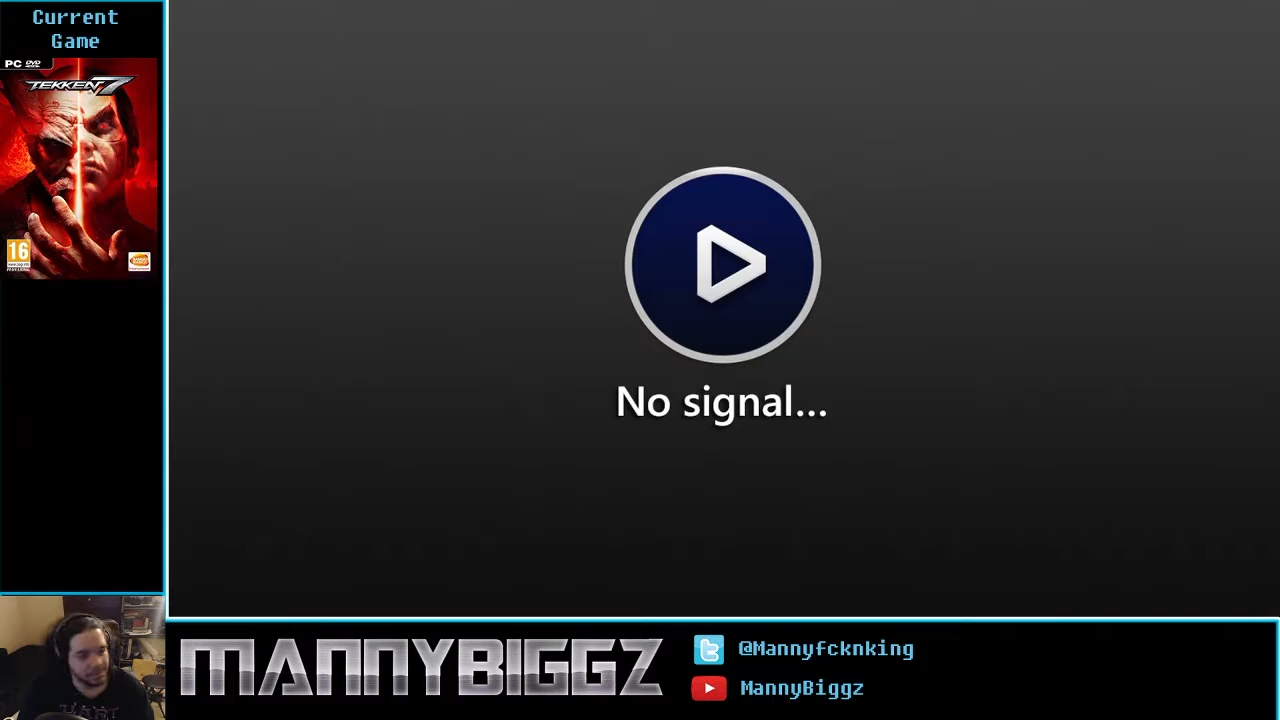 Current
Game
PC DVD
TEKKEN 7
16
No signal...
MANNYBIGGZ
@Mannyfcknking
MannyBiggz